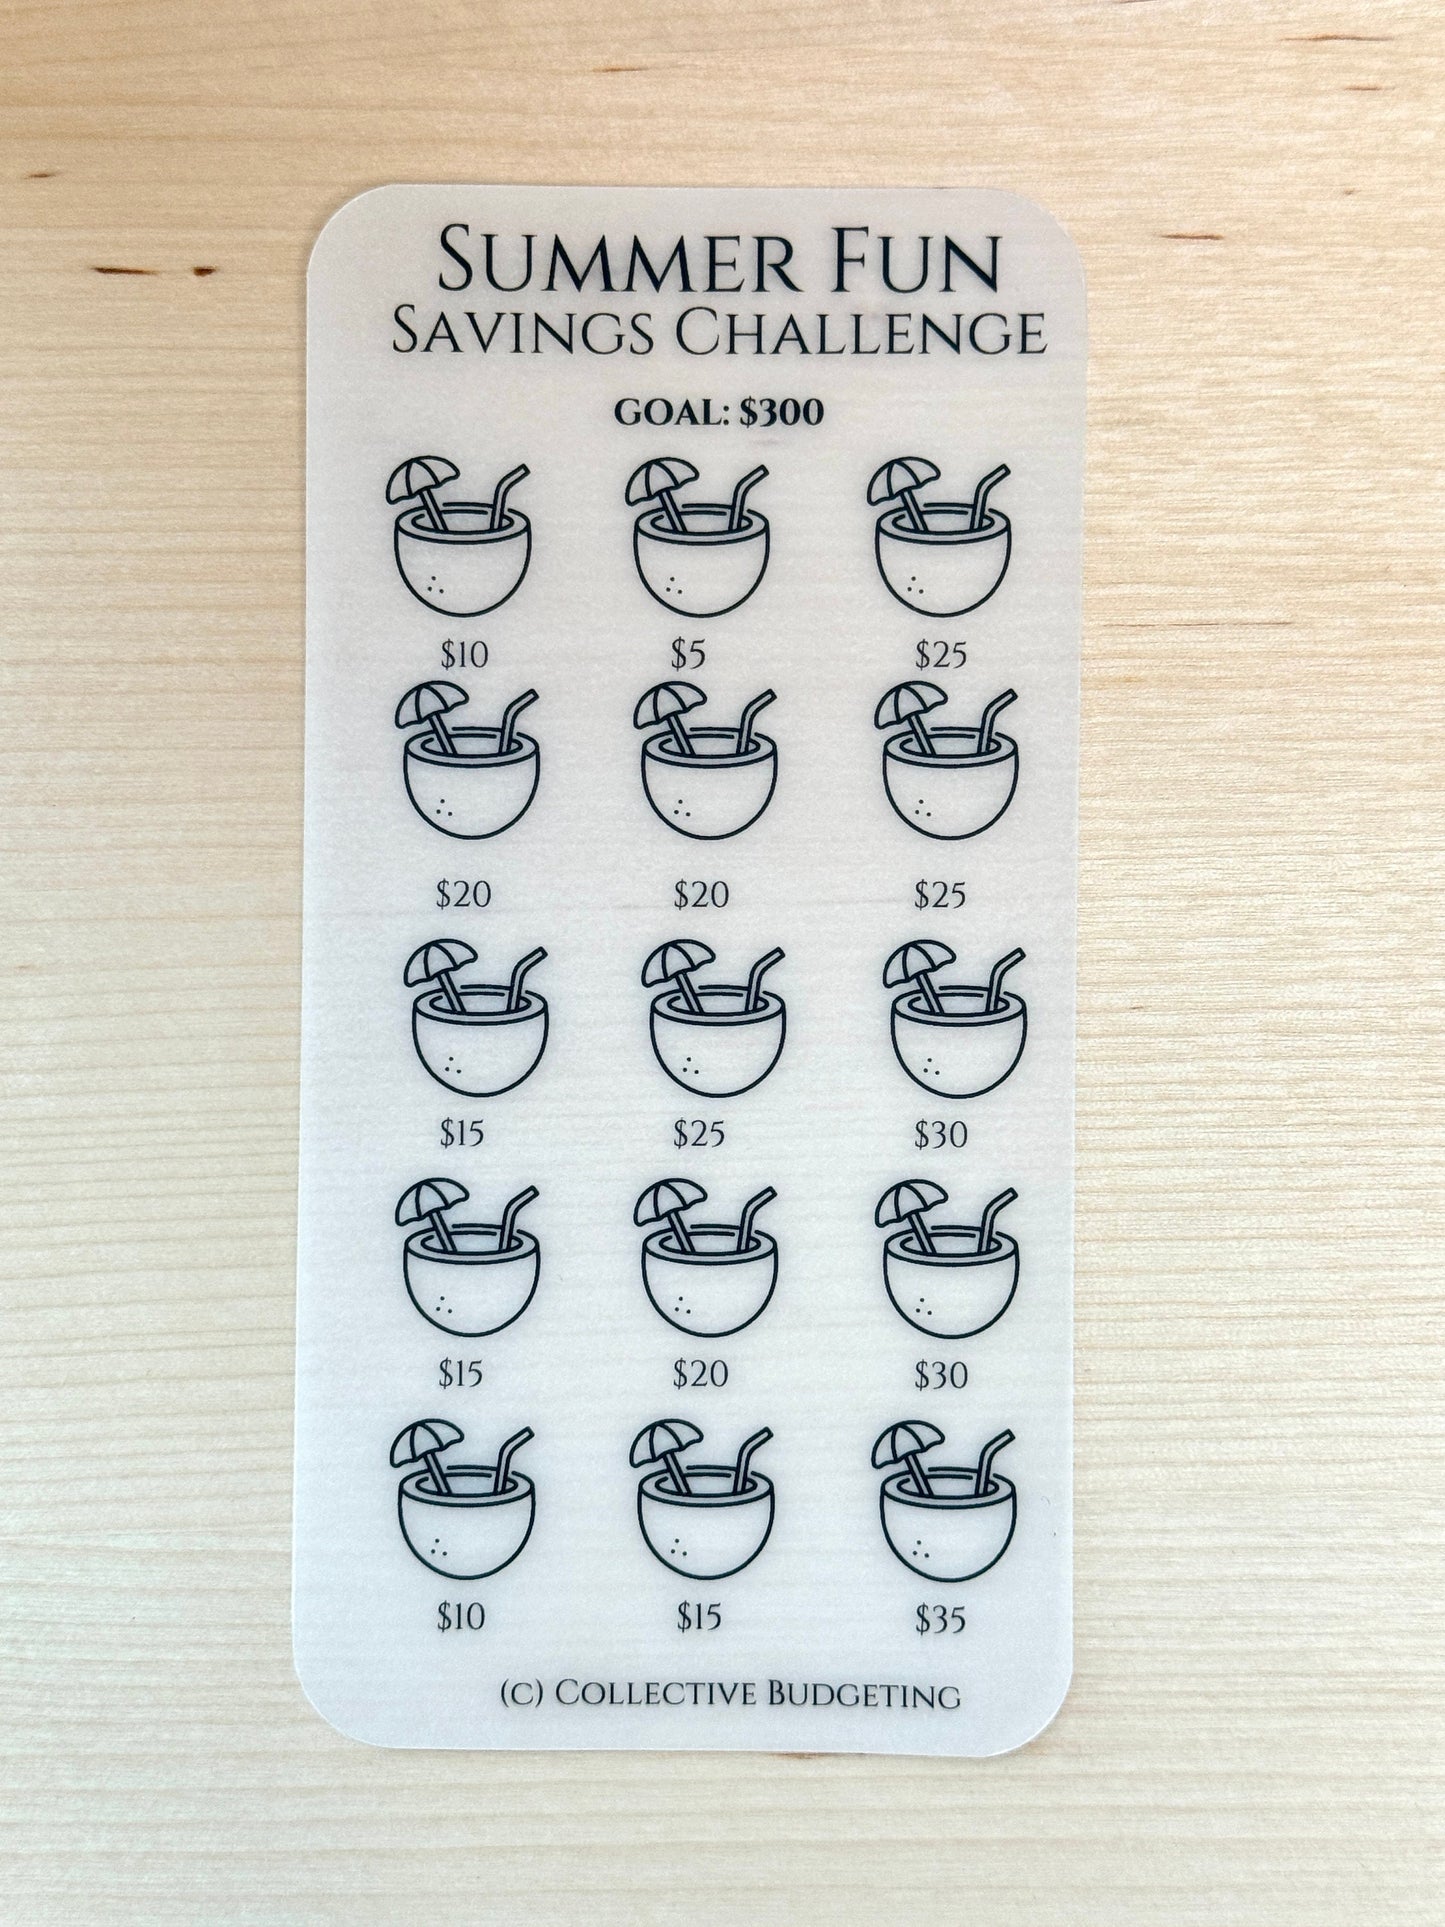 Summer Fun
Savings Challenge
GOAL: $300
$10 $5 $25
$20 $20 $25
$15 $25 $30
$15 $20 $30
$10 $15 $35
(c) Collective Budgeting